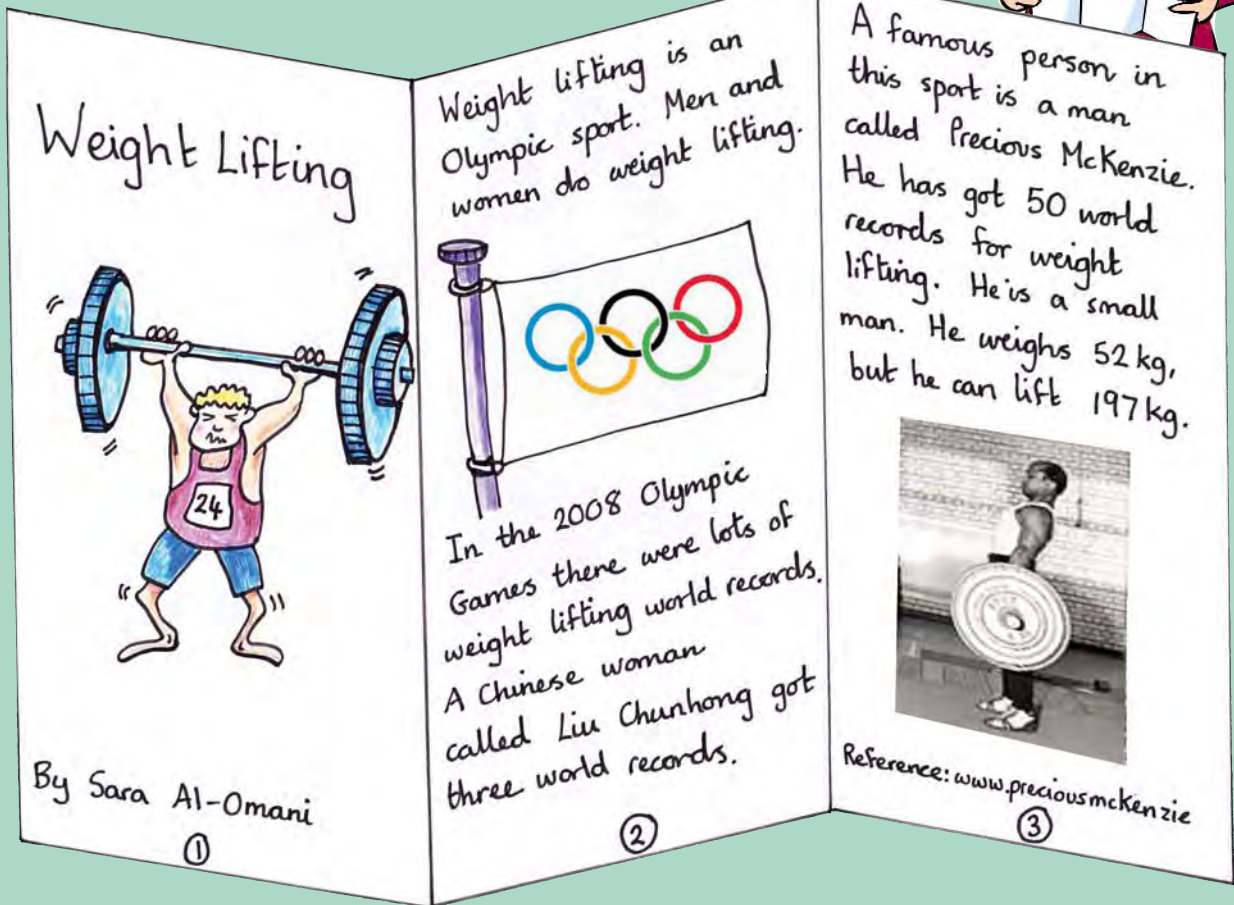 Weight Lifting
24
By Sara Al-Omani
1
Weight lifting is an
Olympic sport. Men and
women do weight lifting.
In the 2008 Olympic
Games there were lots of
weight lifting world records.
A Chinese woman
called Liu Chunhong got
three world records.
2
A famous person in
this sport is a man
called Precious McKenzie.
He has got 50 world
records for weight
lifting. He is a small
man. He weighs 52 kg,
but he can lift 197 kg.
Reference: www.preciousmckenzie
3